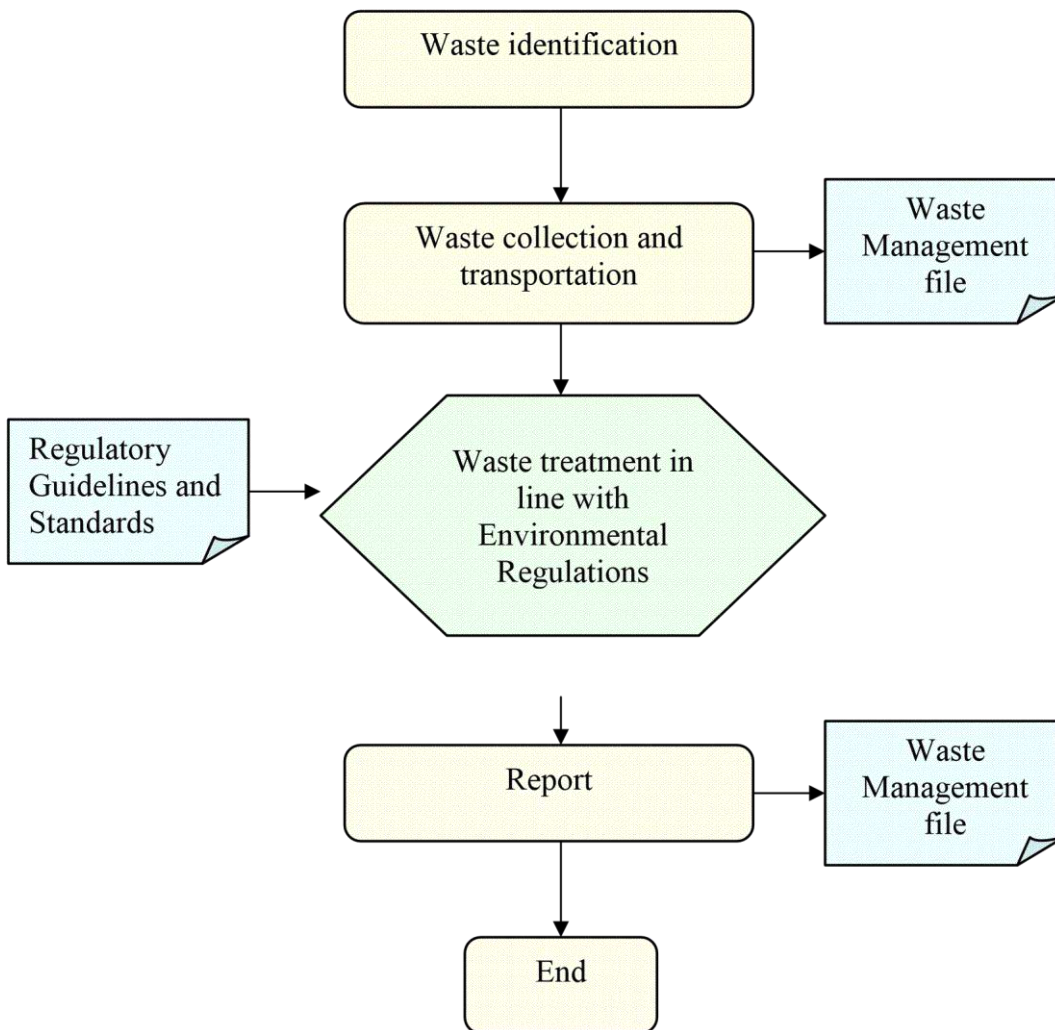 Waste identification
Waste collection and
transportation
Waste
Management
file
Regulatory
Guidelines and
Standards
Waste treatment in
line with
Environmental
Regulations
Report
Waste
Management
file
End